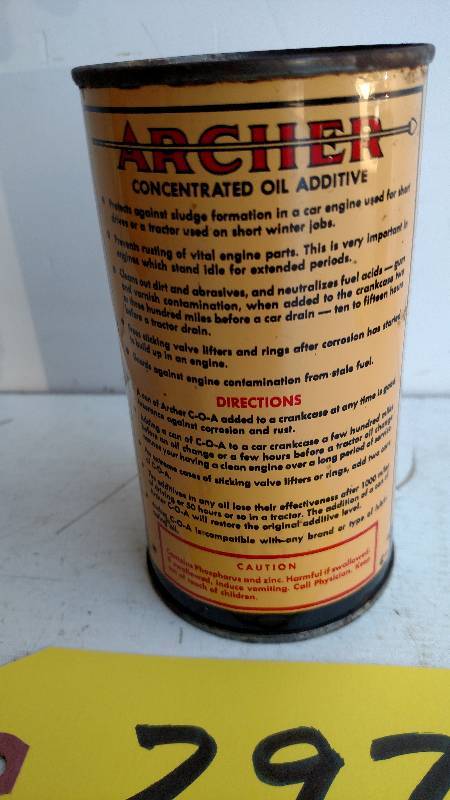 ARCHER
CONCENTRATED OIL ADDITIVE
Protects against sludge formation in a car engine used for short
drives or a tractor used on short winter jobs.
Prevents rusting of vital engine parts. This is very important in
engines which stand idle for extended periods.
Cleans out dirt and abrasives, and neutralizes fuel acids — gum
and varnish contamination, when added to the crankcase two
or three hundred miles before a car drain — ten to fifteen hours
before a tractor drain.
Frees sticking valve lifters and rings after corrosion has started
to build up in an engine.
Guards against engine contamination from stale fuel.
DIRECTIONS
A can of Archer C-O-A added to a crankcase at any time is good
insurance against corrosion and rust.
Adding a can of C-O-A to a car crankcase a few hundred miles
before an oil change or a few hours before a tractor oil change
insures your having a clean engine over a long period of service.
For extreme cases of sticking valve lifters or rings, add two cans
of C-O-A.
The additives in any oil lose their effectiveness after 1000 miles
of driving or 50 hours or so in a tractor. The addition of a can of
Archer C-O-A will restore the original additive level.
Archer C-O-A is compatible with any brand or type of lubri-
cating oil.
CAUTION
Contains Phosphorus and zinc. Harmful if swallowed.
If swallowed, induce vomiting. Call Physician. Keep
out of reach of children.
297